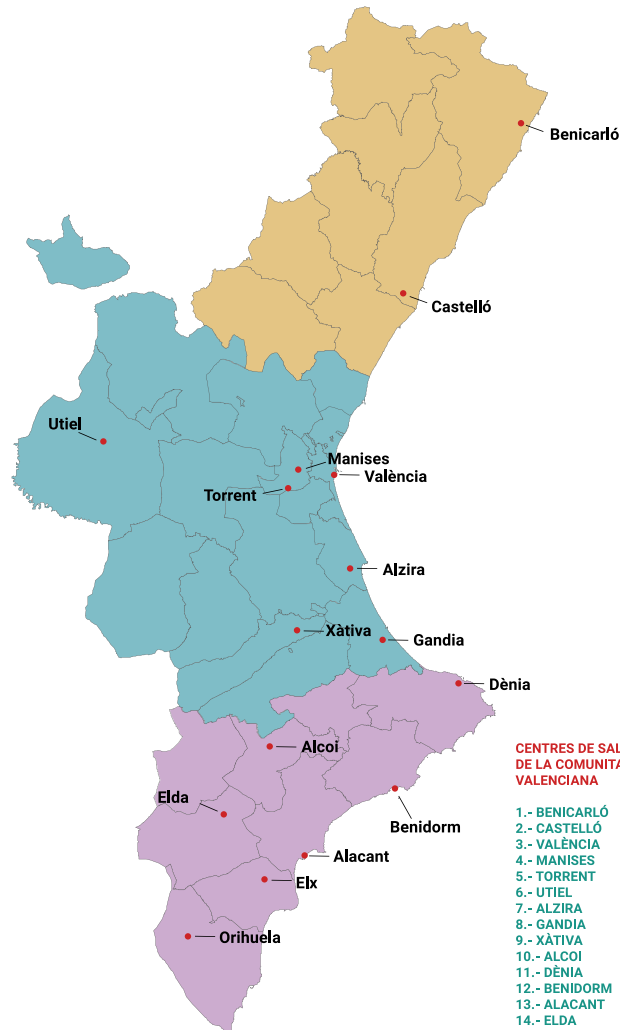 Benicarló
Castelló
Utiel
Manises
València
Torrent
Alzira
Xàtiva
Gandia
Dènia
Alcoi
Elda
Benidorm
Alacant
Elx
Orihuela
CENTRES DE
DE LA
VALENCIANA
1.- BENICARLÓ
2.- CASTELLÓ
3.- VALÈNCIA
4.- MANISES
5.- TORRENT
6.- UTIEL
7.- ALZIRA
8.- GANDIA
9.- XÀTIVA
10.- ALCOI
11.- DÈNIA
12.- BENIDORM
13.- ALACANT
14.- ELDA